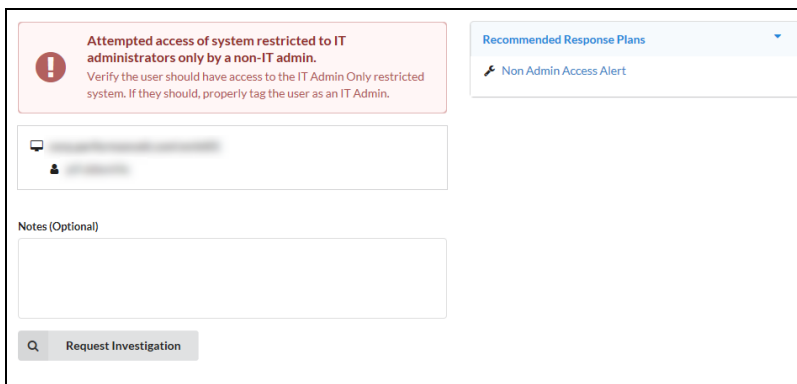 Attempted access of system restricted to IT
administrators only by a non-IT admin.
Verify the user should have access to the IT Admin Only restricted
system. If they should, properly tag the user as an IT Admin.
Notes (Optional)
Request Investigation
Recommended Response Plans
Non Admin Access Alert